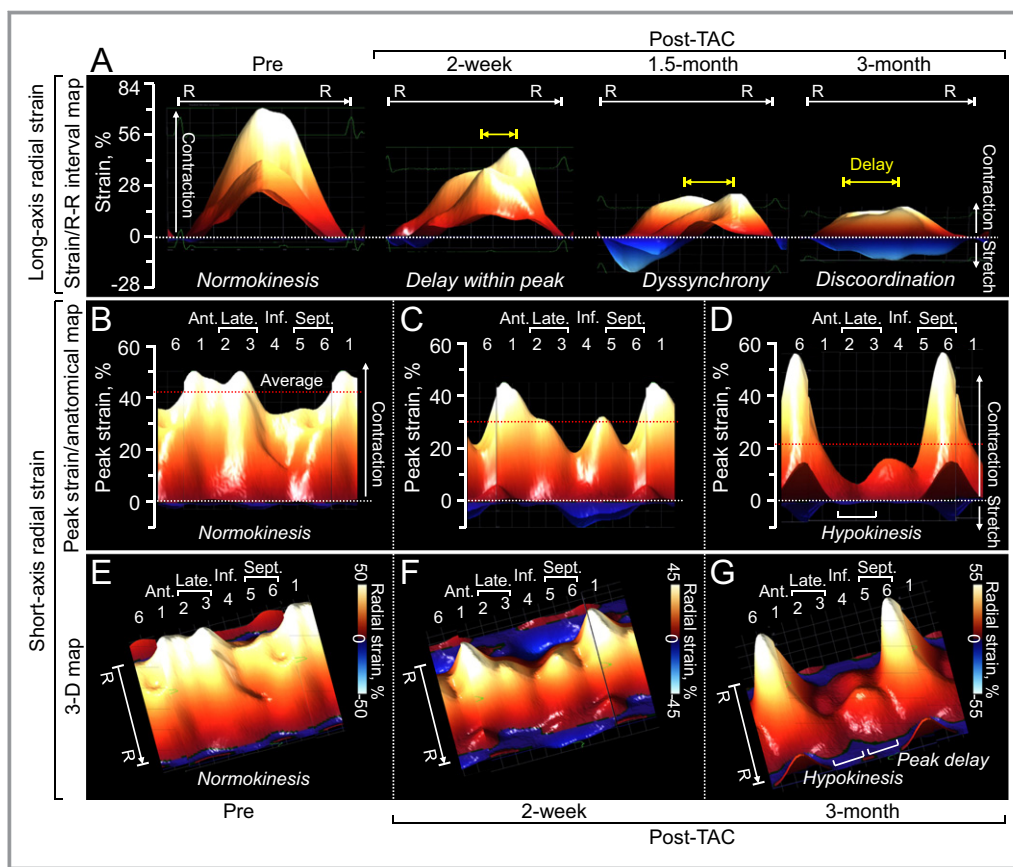 Post-TAC
A
Pre
2-week
1.5-month
3-month
Long-axis radial strain
Strain/R-R interval map
Strain, %
84
56
28
0
-28
R R
R R
R R
R R
Contraction
Delay
Contraction
Stretch
Normokinesis
Delay within peak
Dyssynchrony
Discoordination
Short-axis radial strain
Peak strain/anatomical map
B
Ant. Late. Inf. Sept.
6 1 2 3 4 5 6 1
Peak strain, %
60
40
20
0
Average
Contraction
Normokinesis
C
Ant. Late. Inf. Sept.
6 1 2 3 4 5 6 1
Peak strain, %
60
40
20
0
D
Ant. Late. Inf. Sept.
6 1 2 3 4 5 6 1
Peak strain, %
60
40
20
0
Contraction
Stretch
Hypokinesis
3-D map
E
Ant. Late. Inf. Sept.
6 1 2 3 4 5 6 1
R
R
50
-50
Radial strain, %
Normokinesis
F
Ant. Late. Inf. Sept.
6 1 2 3 4 5 6 1
R
R
45
-45
Radial strain, %
G
Ant. Late. Inf. Sept.
6 1 2 3 4 5 6 1
R
R
55
-55
Radial strain, %
Peak delay
Hypokinesis
Pre
2-week
3-month
Post-TAC